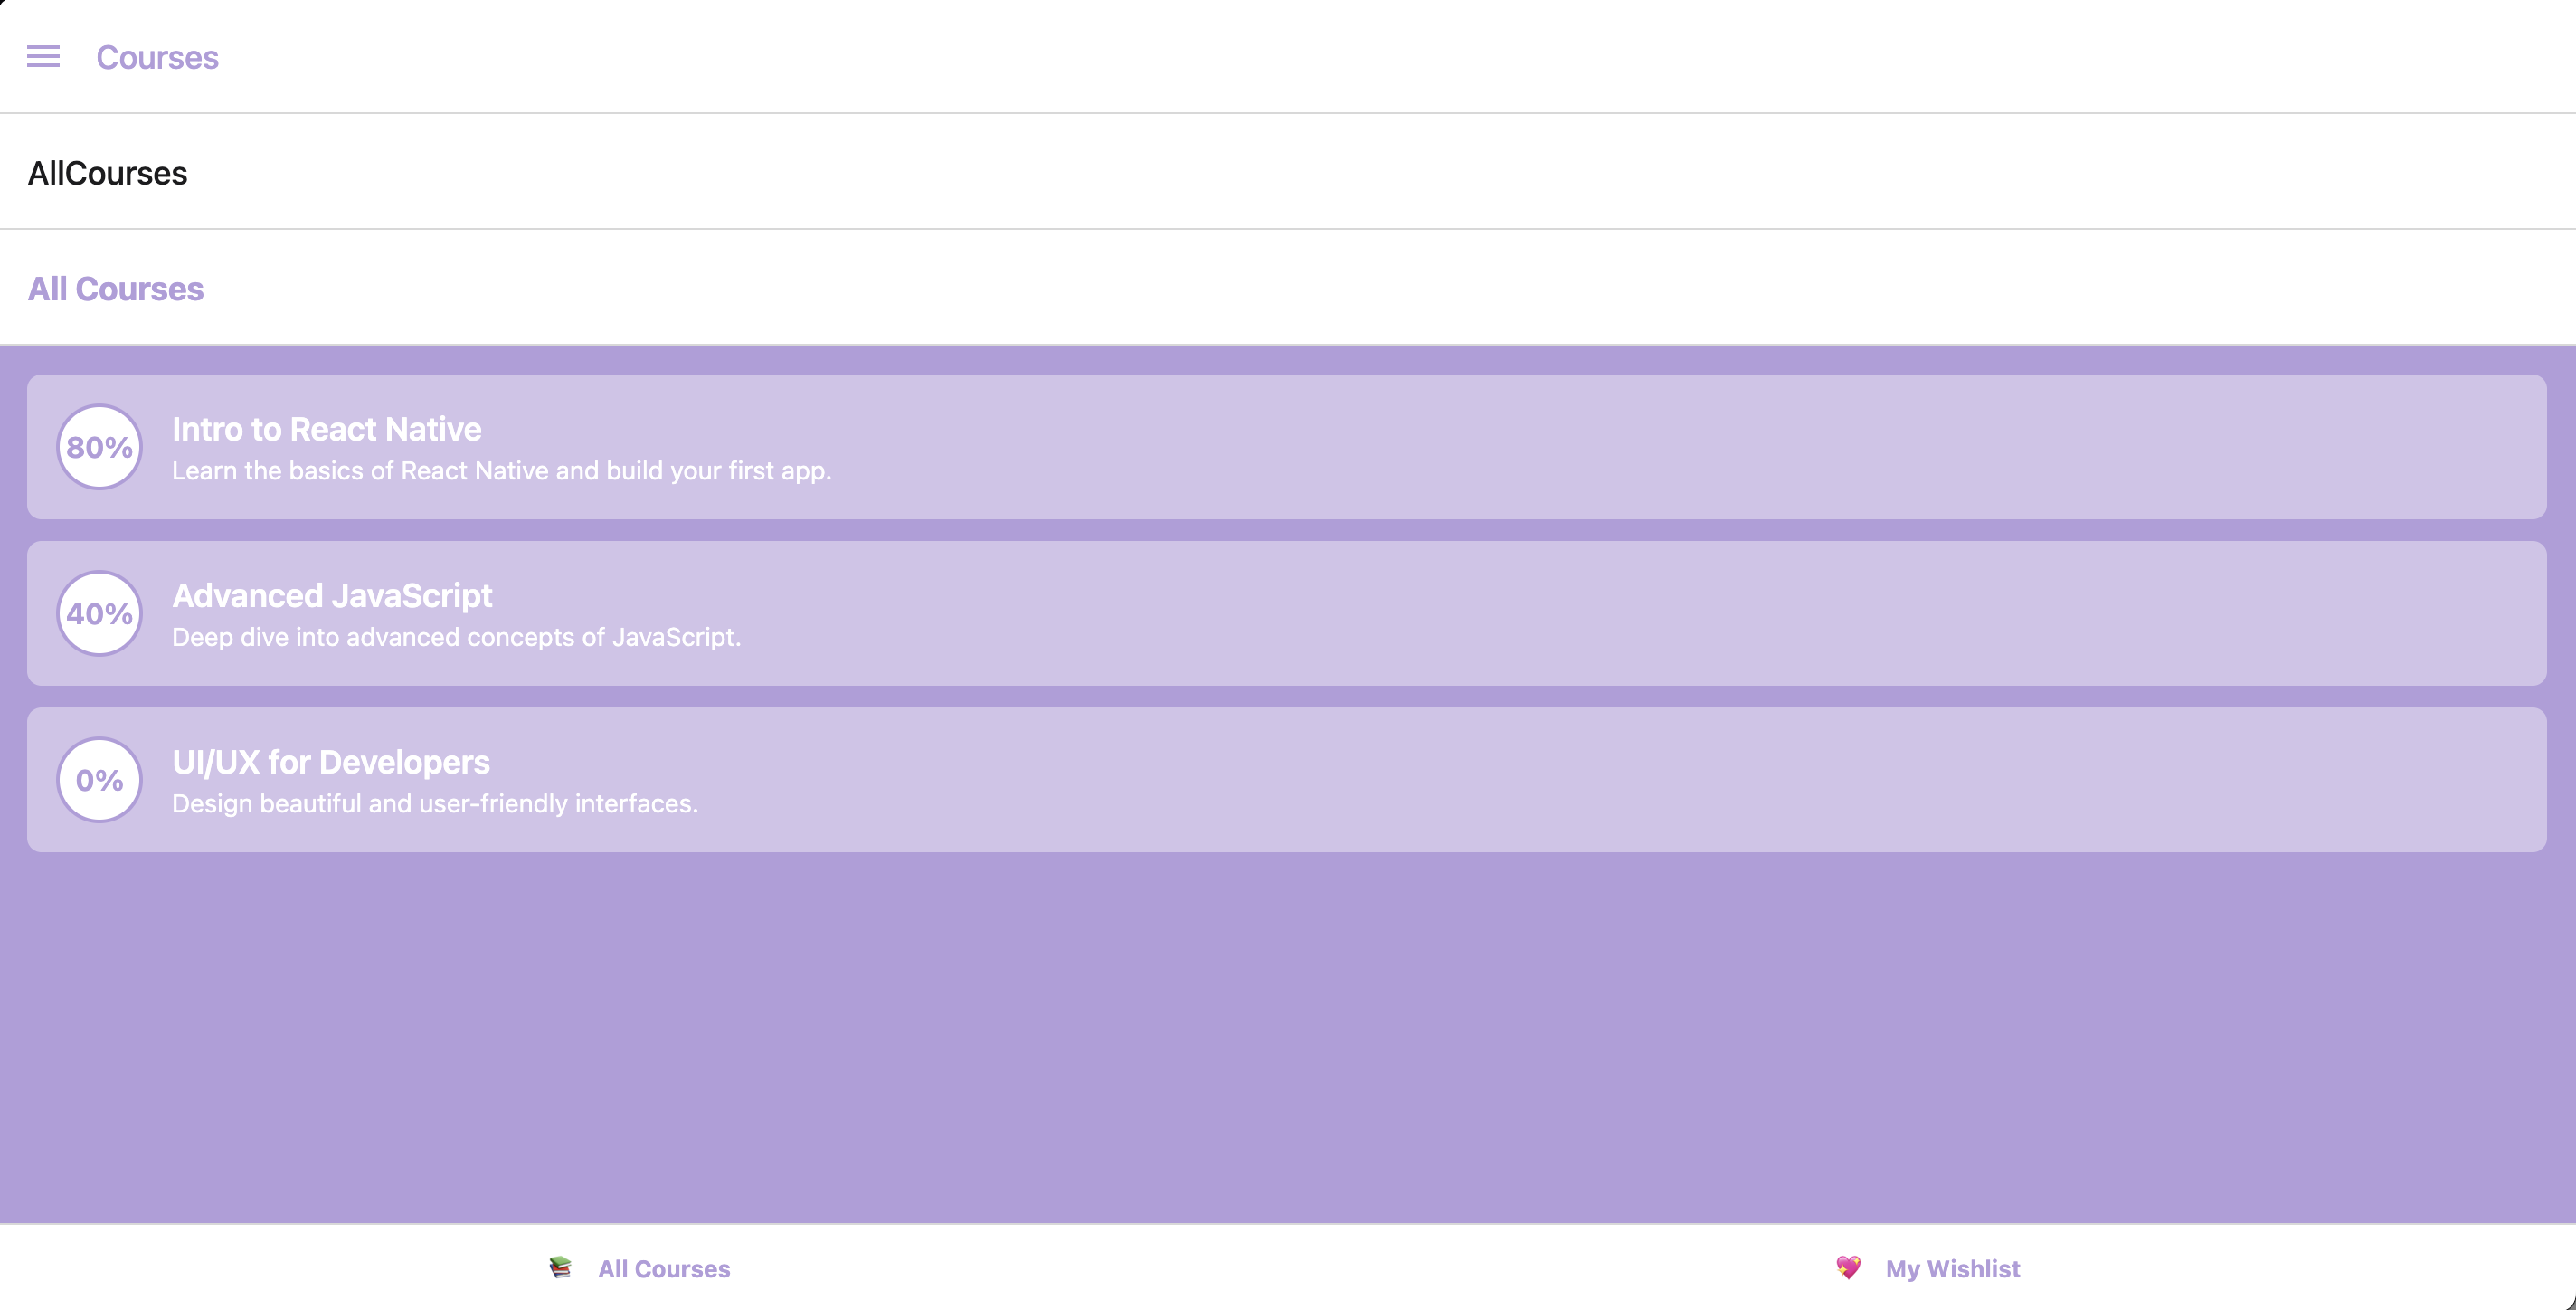 Courses
AllCourses
All Courses
80%
Intro to React Native
Learn the basics of React Native and build your first app.
40%
Advanced JavaScript
Deep dive into advanced concepts of JavaScript.
0%
UI/UX for Developers
Design beautiful and user-friendly interfaces.
All Courses
My Wishlist